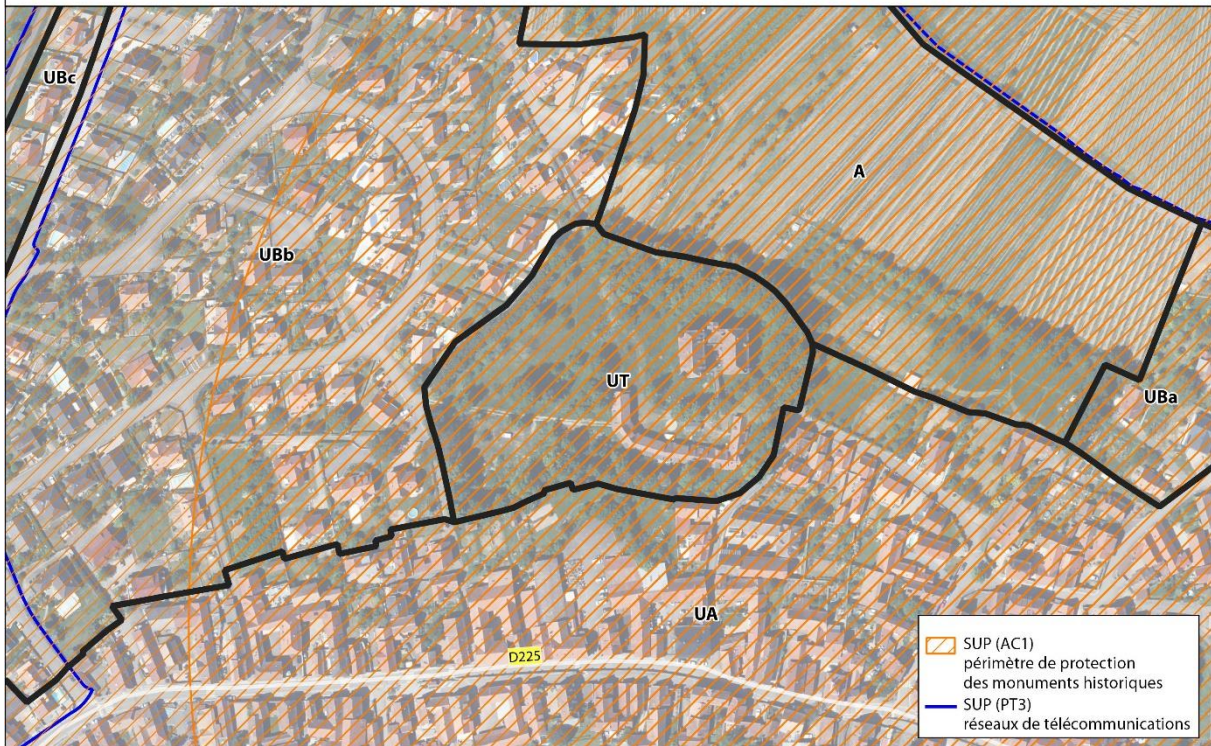 UBc
A
UBb
UT
UBa
UA
D225
SUP (AC1)
périmètre de protection
des monuments historiques
SUP (PT3)
réseaux de télécommunications